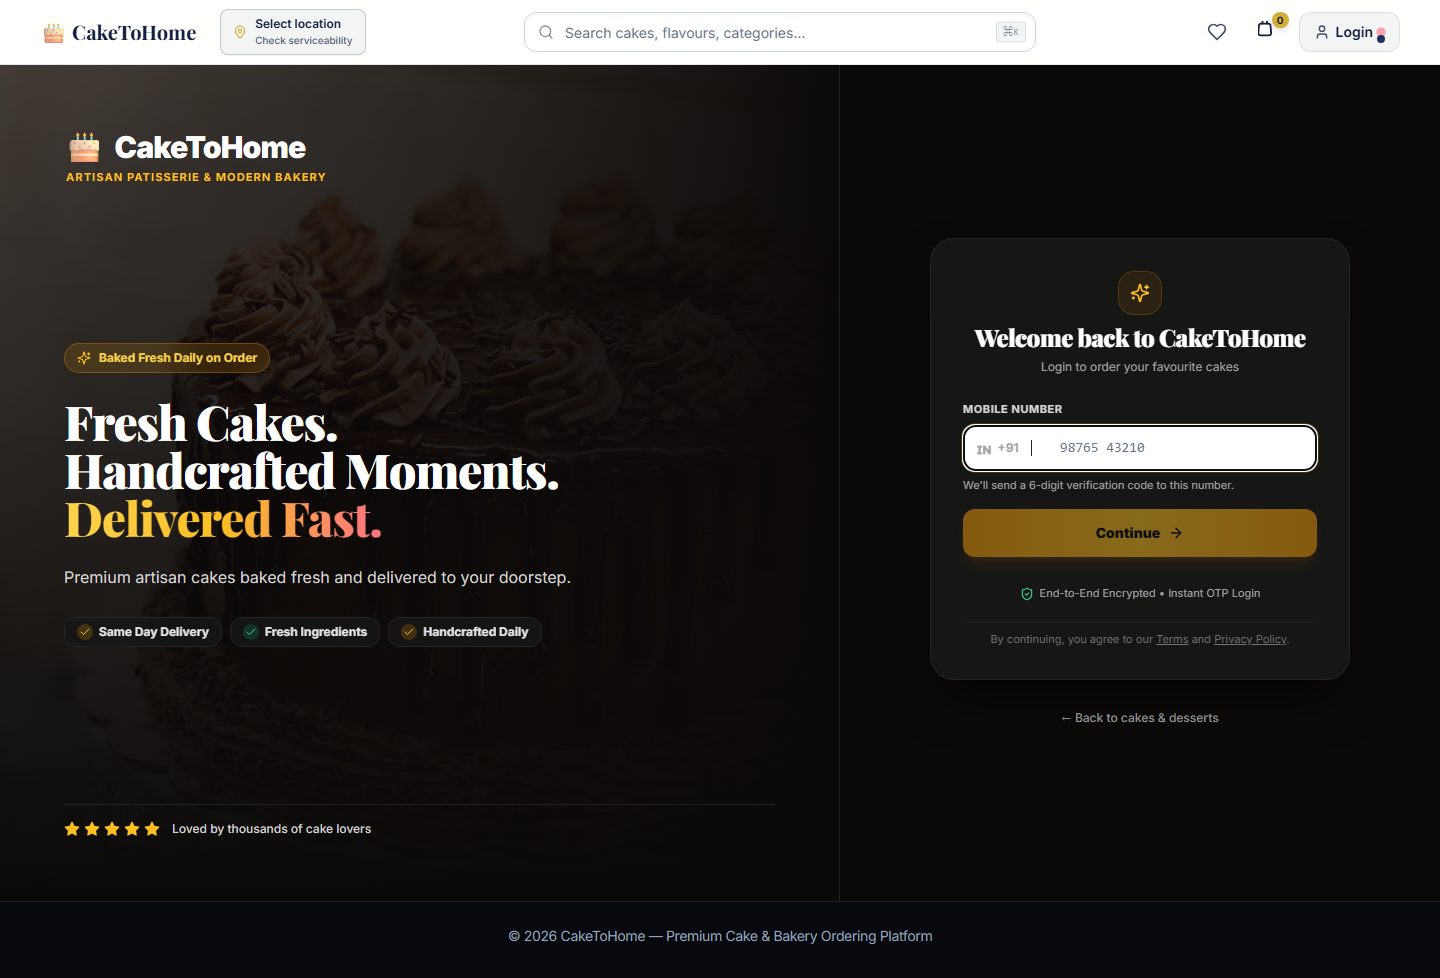 CakeToHome
Select location
Check serviceability
Search cakes, flavours, categories...
⌘K
0
Login
CakeToHome
ARTISAN PATISSERIE & MODERN BAKERY
Baked Fresh Daily on Order
Fresh Cakes.
Handcrafted Moments.
Delivered Fast.
Premium artisan cakes baked fresh and delivered to your doorstep.
Same Day Delivery
Fresh Ingredients
Handcrafted Daily
Loved by thousands of cake lovers
Welcome back to CakeToHome
Login to order your favourite cakes
MOBILE NUMBER
IN +91 98765 43210
We'll send a 6-digit verification code to this number.
Continue →
End-to-End Encrypted • Instant OTP Login
By continuing, you agree to our Terms and Privacy Policy.
← Back to cakes & desserts
© 2026 CakeToHome — Premium Cake & Bakery Ordering Platform